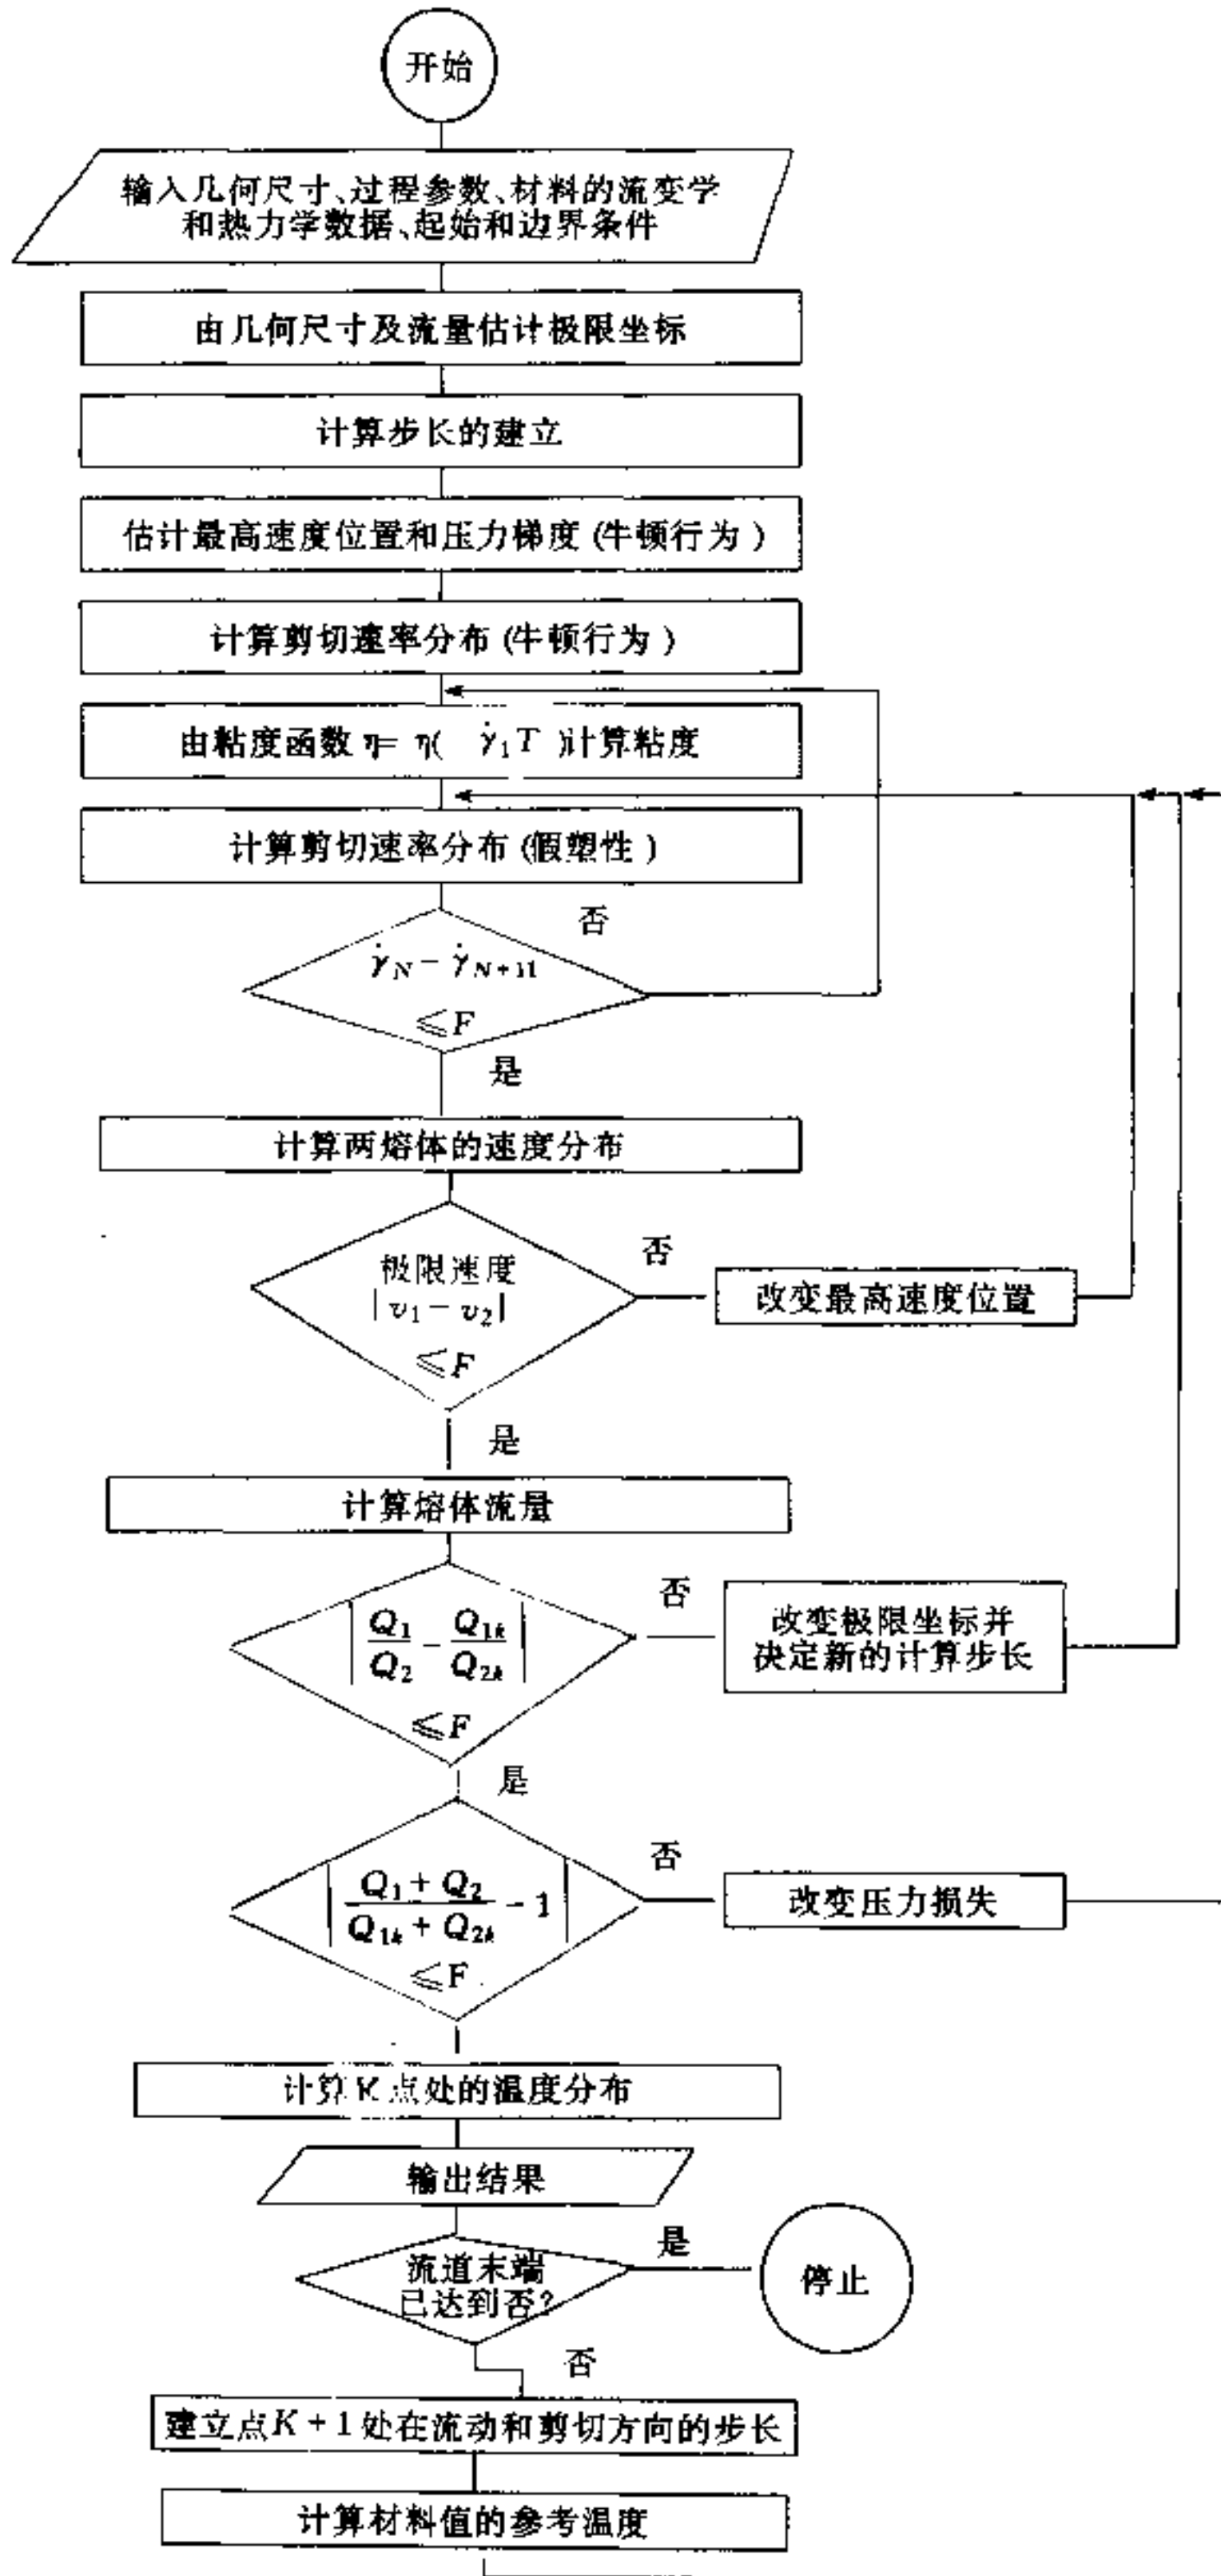 开始
输入几何尺寸、过程参数、材料的流变学
和热力学数据、起始和边界条件
由几何尺寸及流量估计极限坐标
计算步长的建立
估计最高速度位置和压力梯度(牛顿行为)
计算剪切速率分布(牛顿行为)
由粘度函数 η= η( γ̇₁T )计算粘度
计算剪切速率分布(假塑性)
否
γ̇_N − γ̇_{N+11}
⩽F
是
计算两熔体的速度分布
极限速度
|v₁−v₂|
⩽F
否
改变最高速度位置
是
计算熔体流量
|Q₁/Q₂ − Q₁ₖ/Q₂ₖ|
⩽F
否
改变极限坐标并
决定新的计算步长
是
|(Q₁+Q₂)/(Q₁ₖ+Q₂ₖ) − 1|
⩽F
否
改变压力损失
计算K点处的温度分布
输出结果
流道末端
已达到否?
是
停止
否
建立点K+1处在流动和剪切方向的步长
计算材料值的参考温度